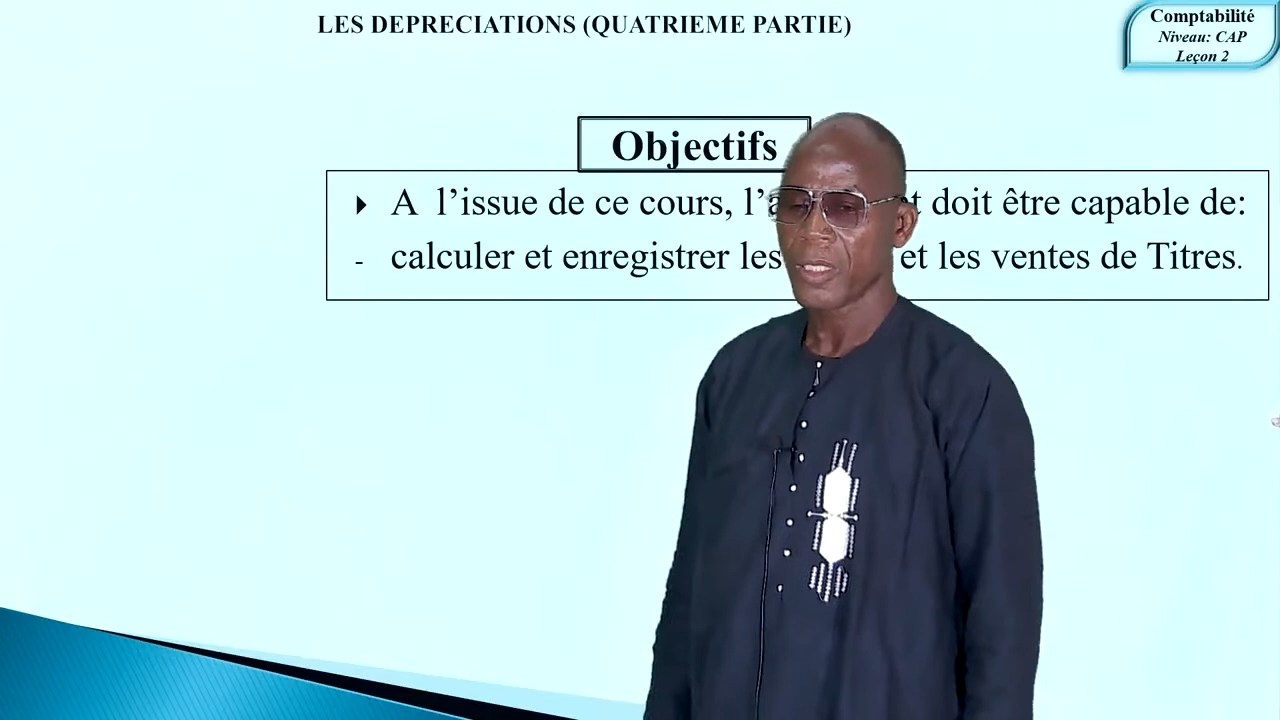 LES DEPRECIATIONS (QUATRIEME PARTIE)
Comptabilité
Niveau: CAP
Leçon 2
Objectifs
A l’issue de ce cours, doit être capable de:
- calculer et enregistrer les et les ventes de Titres.